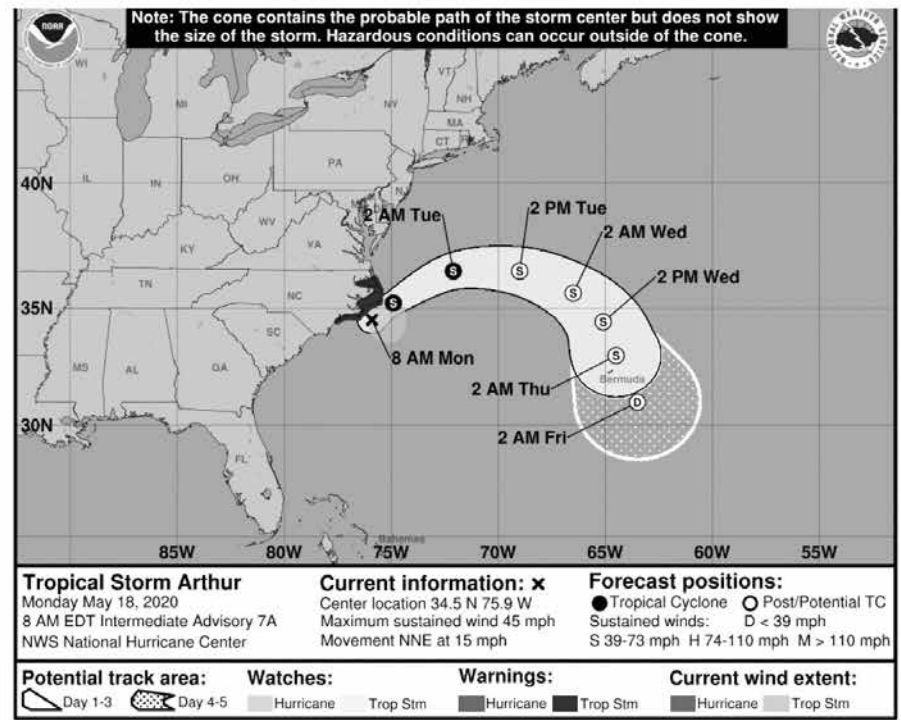 Note: The cone contains the probable path of the storm center but does not show
the size of the storm. Hazardous conditions can occur outside of the cone.
NOAA
NATIONAL WEATHER SERVICE
WI
MI
NY
VT
NH
MA
CT
RI
PA
NJ
40N
IL
IN
OH
WV
VA
KY
2 AM Tue
2 PM Tue
2 AM Wed
2 PM Wed
S
S
S
S
S
S
TN
NC
35N
SC
8 AM Mon
MS
AL
GA
2 AM Thu
Bermuda
D
2 AM Fri
30N
FL
Bahamas
85W
80W
75W
70W
65W
60W
55W
Tropical Storm Arthur
Monday May 18, 2020
8 AM EDT Intermediate Advisory 7A
NWS National Hurricane Center
Current information: ×
Center location 34.5 N 75.9 W
Maximum sustained wind 45 mph
Movement NNE at 15 mph
Forecast positions:
● Tropical Cyclone ○ Post/Potential TC
Sustained winds: D < 39 mph
S 39-73 mph H 74-110 mph M > 110 mph
Potential track area:
Day 1-3 Day 4-5
Watches:
Hurricane Trop Stm
Warnings:
Hurricane Trop Stm
Current wind extent:
Hurricane Trop Stm